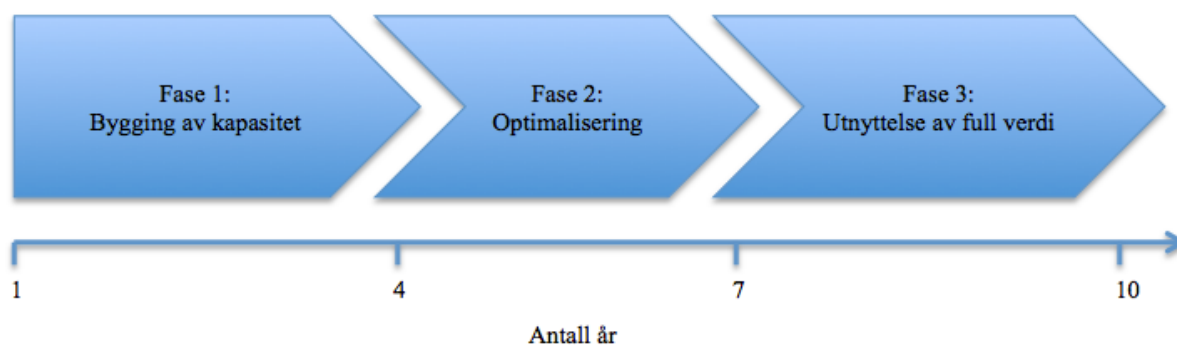 Fase 1:
Bygging av kapasitet
Fase 2:
Optimalisering
Fase 3:
Utnyttelse av full verdi
1
4
7
10
Antall år